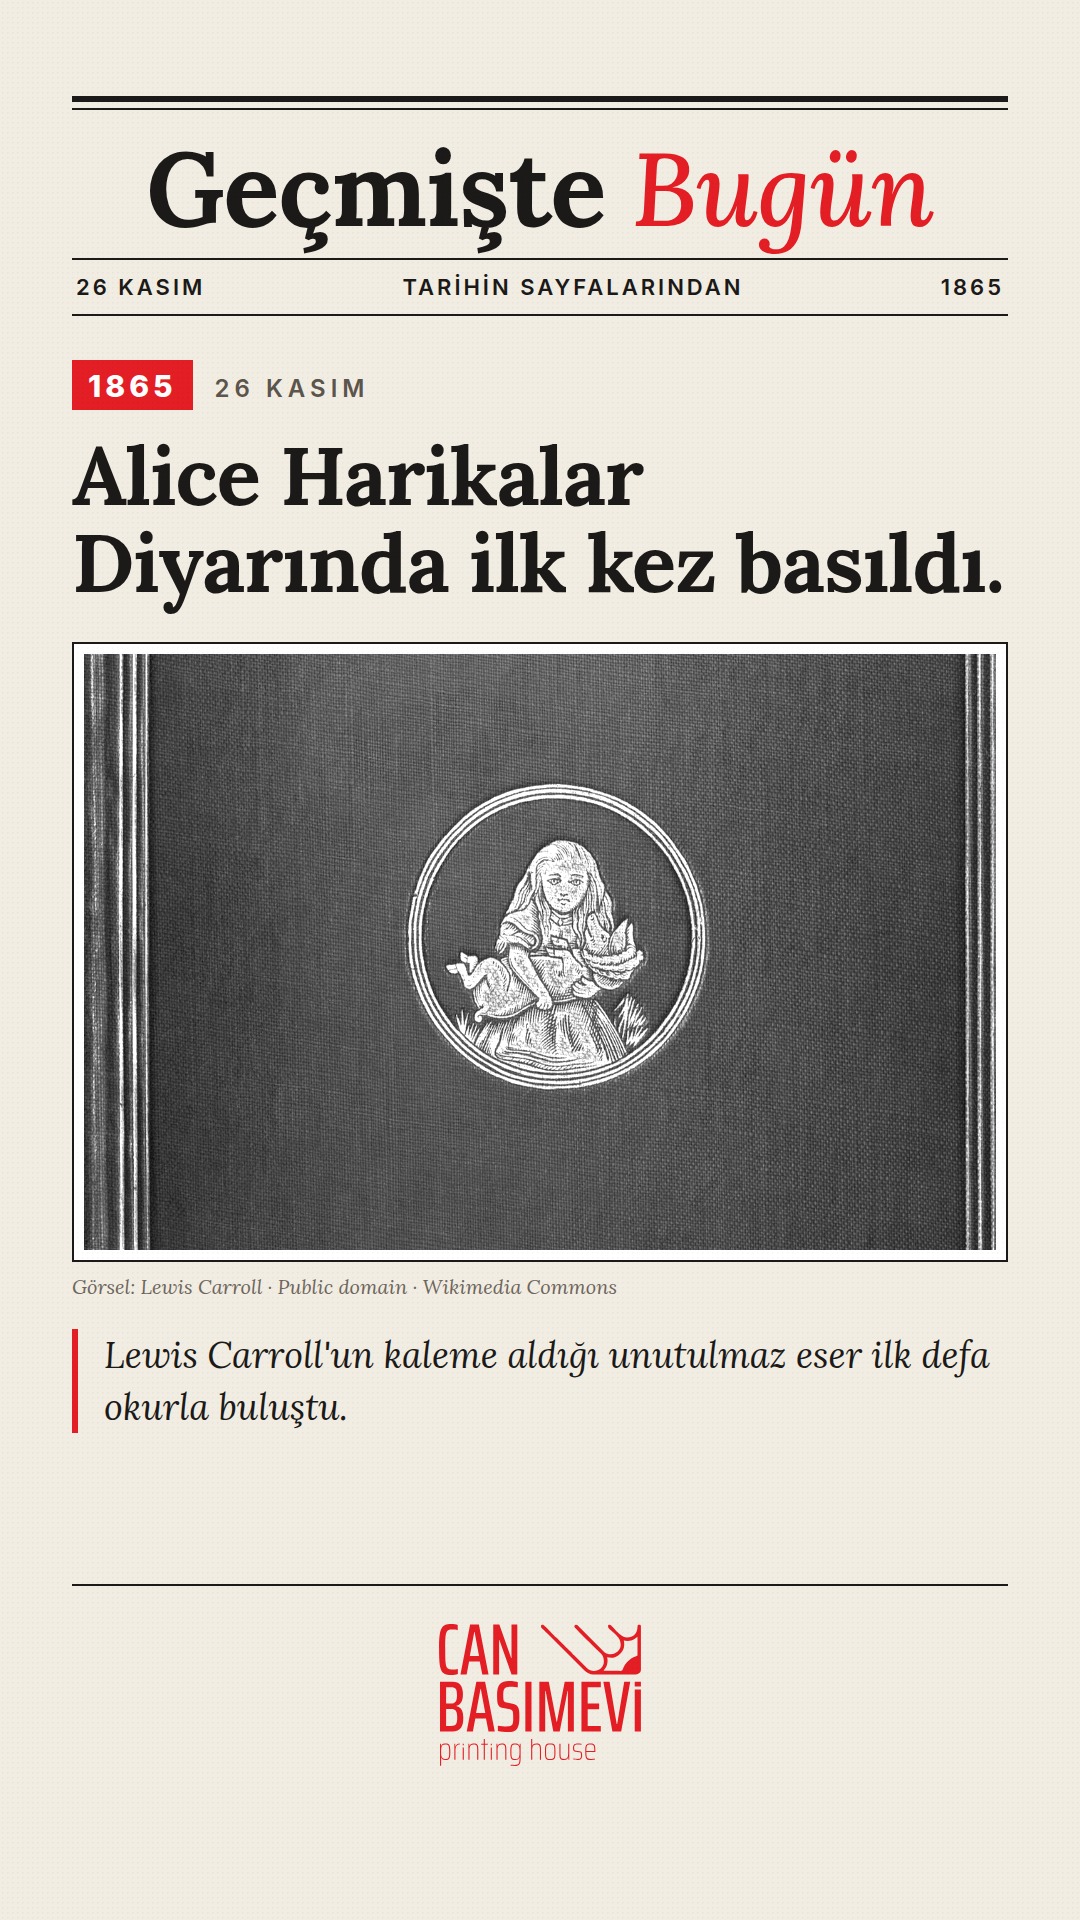 Geçmişte Bugün
26 KASIM TARİHİN SAYFALARINDAN 1865
1865 26 KASIM
Alice Harikalar
Diyarında ilk kez basıldı.
Görsel: Lewis Carroll · Public domain · Wikimedia Commons
Lewis Carroll'un kaleme aldığı unutulmaz eser ilk defa
okurla buluştu.
CAN
BASIMEVi
printing house